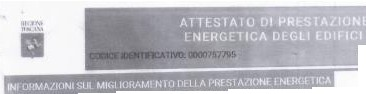 REGIONE
TOSCANA
ATTESTATO DI PRESTAZIONE
ENERGETICA DEGLI EDIFICI
CODICE IDENTIFICATIVO: 0000757795
INFORMAZIONI SUL MIGLIORAMENTO DELLA PRESTAZIONE ENERGETICA